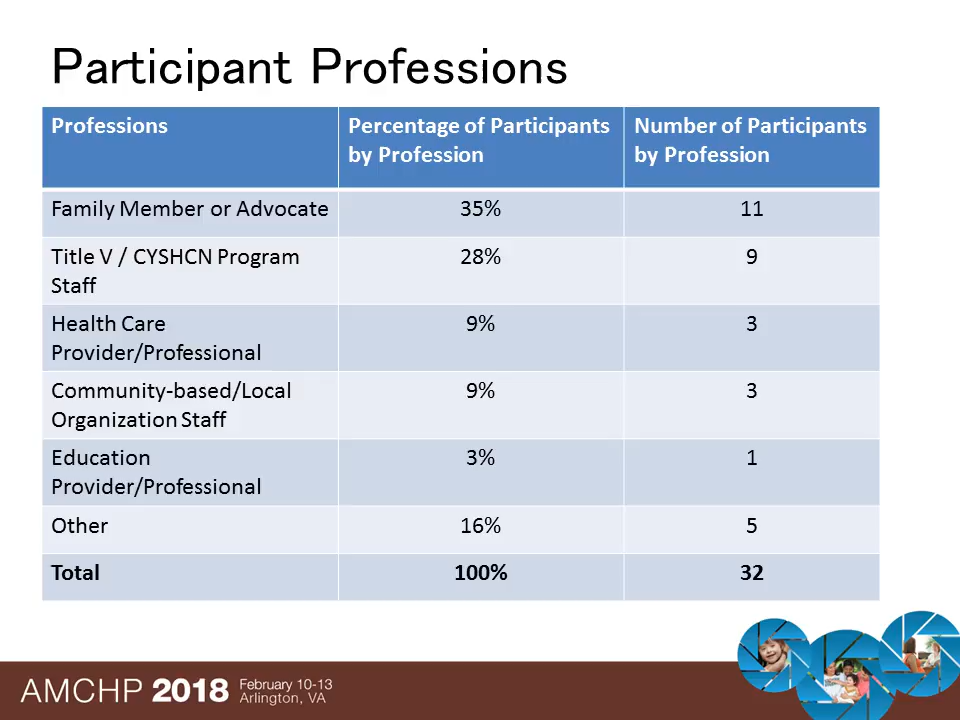 Participant Professions
Professions
Percentage of Participants
by Profession
Number of Participants
by Profession
Family Member or Advocate
35%
11
Title V / CYSHCN Program
Staff
28%
9
Health Care
Provider/Professional
9%
3
Community-based/Local
Organization Staff
9%
3
Education
Provider/Professional
3%
1
Other
16%
5
Total
100%
32
AMCHP 2018
February 10-13
Arlington, VA